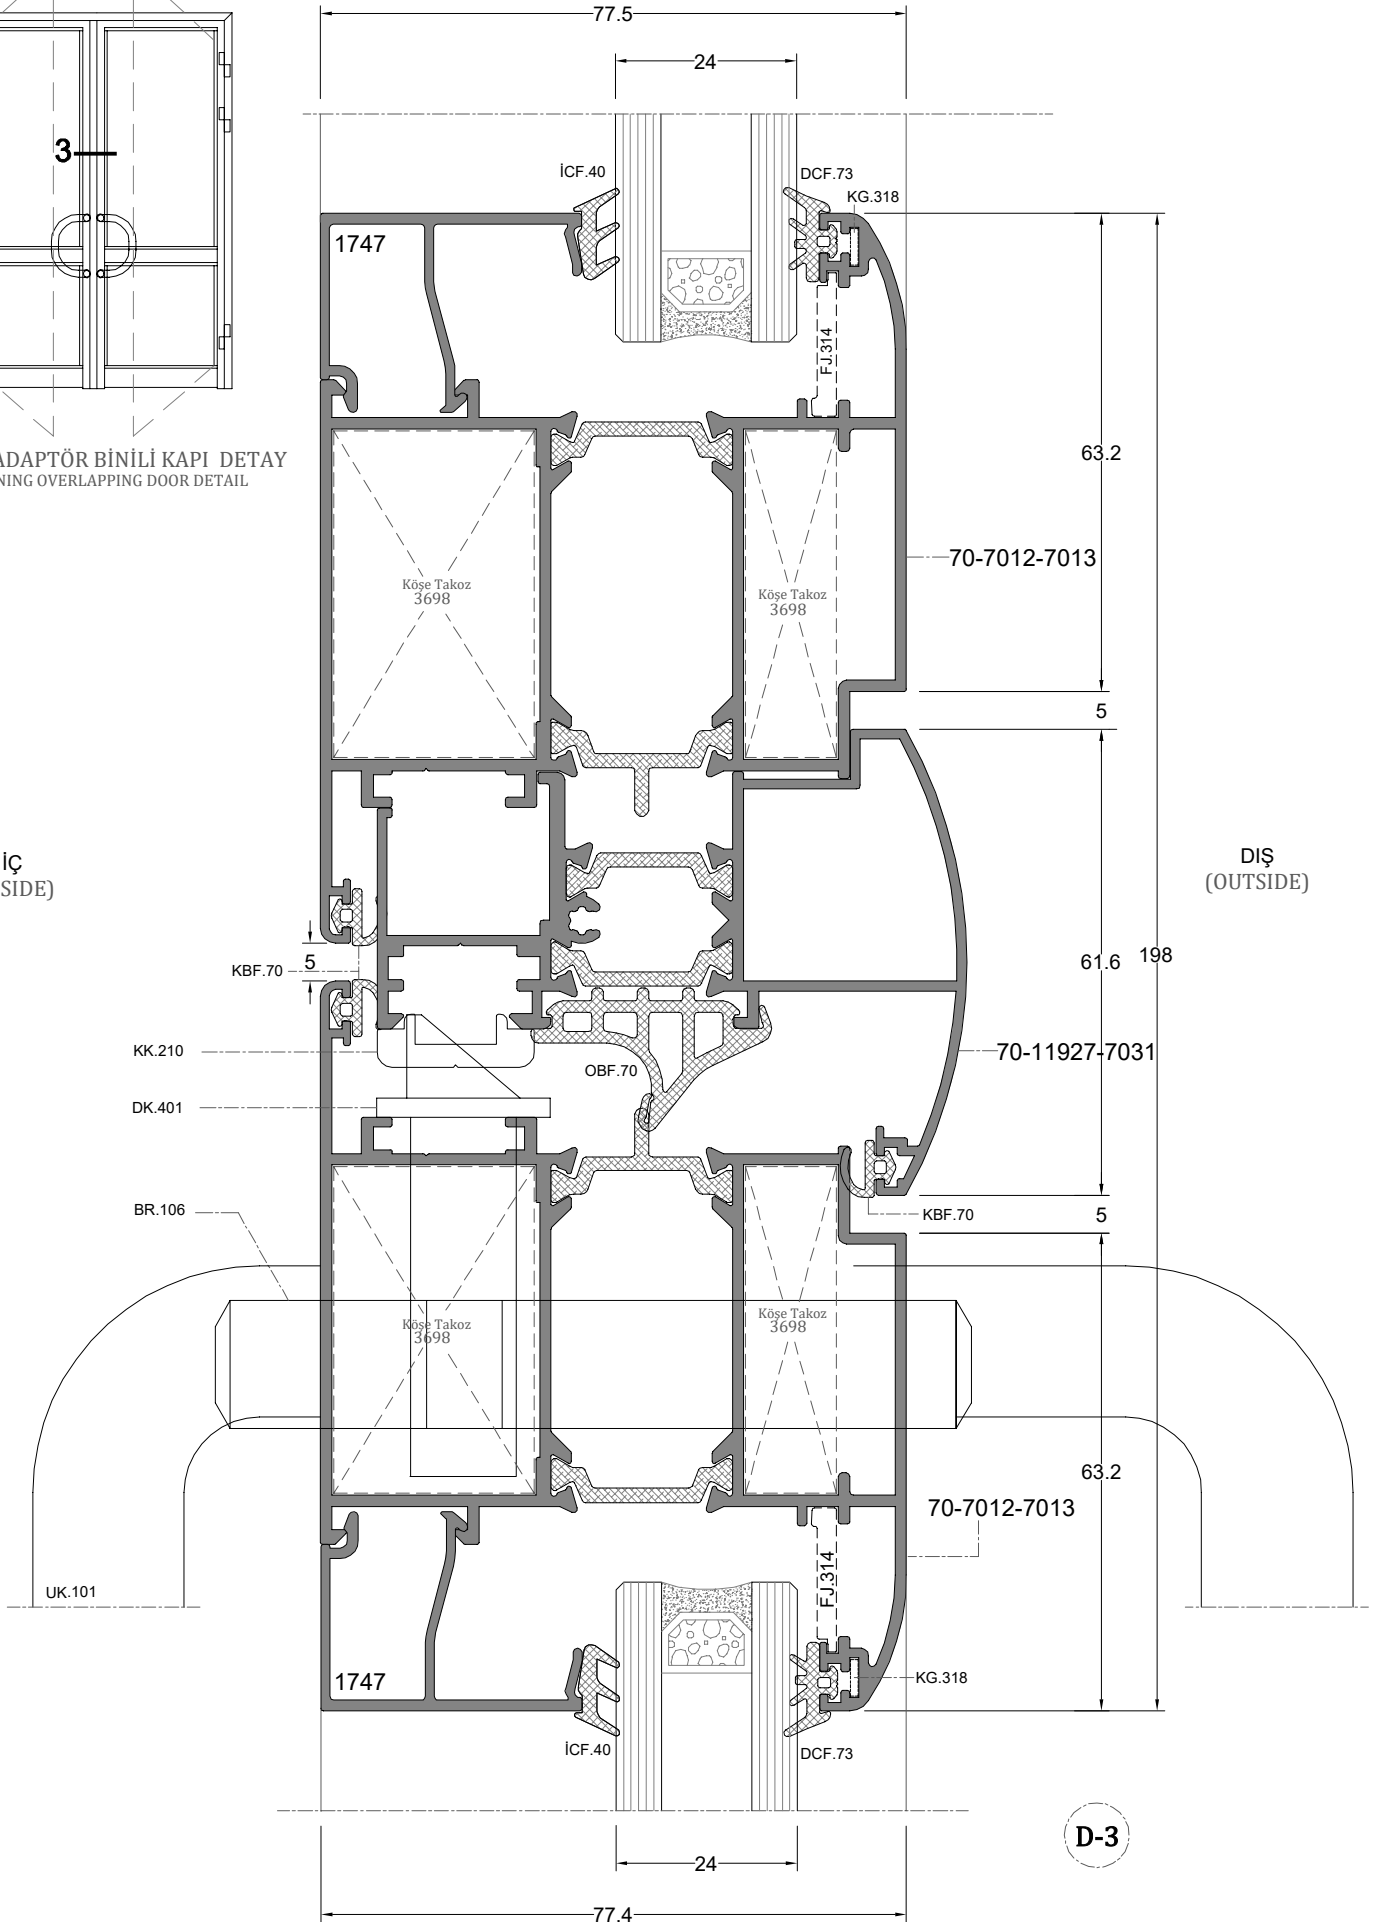 77.5
24
3
İCF.40
DCF.73
KG.318
1747
FJ.314
ADAPTÖR BİNİLİ KAPI DETAY
NING OVERLAPPING DOOR DETAIL
63.2
70-7012-7013
Köşe Takoz
3698
Köşe Takoz
3698
5
İÇ
SIDE)
DIŞ
(OUTSIDE)
KBF.70
5
61.6
198
KK.210
OBF.70
70-11927-7031
DK.401
BR.106
KBF.70
5
Köşe Takoz
3698
Köşe Takoz
3698
63.2
70-7012-7013
UK.101
FJ.314
1747
KG.318
İCF.40
DCF.73
D-3
24
77.4